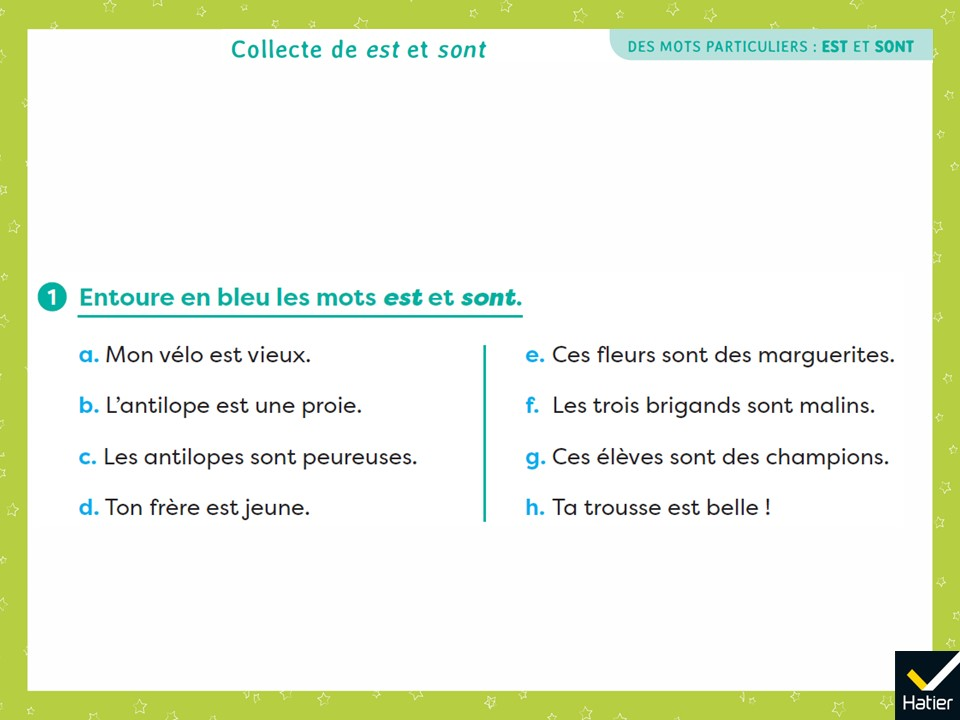 Collecte de est et sont
DES MOTS PARTICULIERS : EST ET SONT
1 Entoure en bleu les mots est et sont.
a. Mon vélo est vieux.
b. L’antilope est une proie.
c. Les antilopes sont peureuses.
d. Ton frère est jeune.
e. Ces fleurs sont des marguerites.
f. Les trois brigands sont malins.
g. Ces élèves sont des champions.
h. Ta trousse est belle !
Hatier